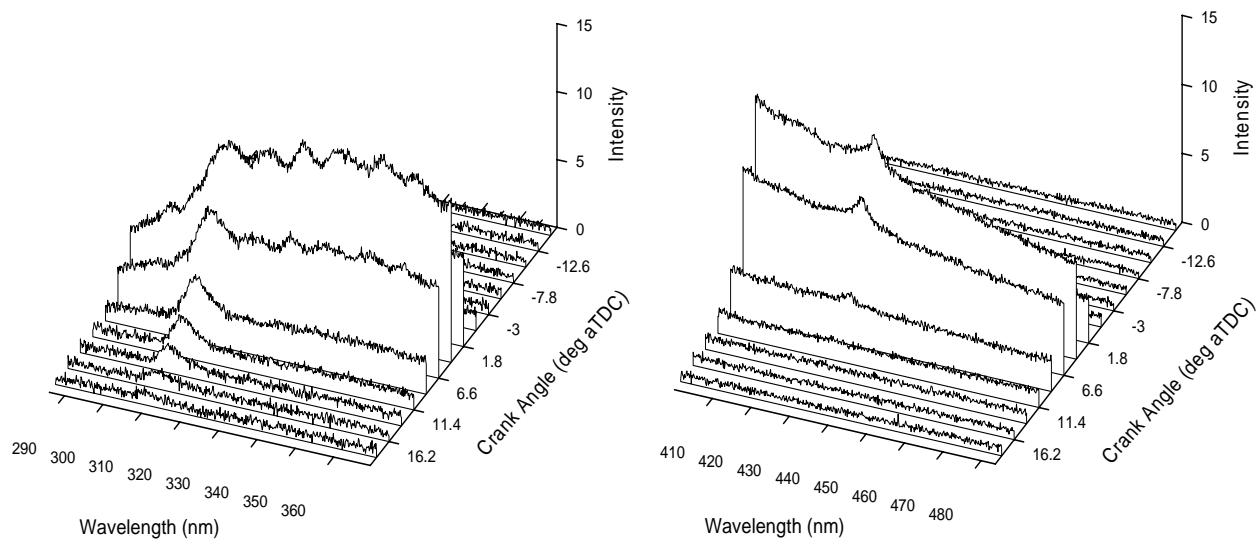 15
10
5
0
Intensity
-12.6
-7.8
-3
1.8
6.6
11.4
16.2
Crank Angle (deg aTDC)
290 300 310 320 330 340 350 360
Wavelength (nm)
15
10
5
0
Intensity
-12.6
-7.8
-3
1.8
6.6
11.4
16.2
Crank Angle (deg aTDC)
410 420 430 440 450 460 470 480
Wavelength (nm)